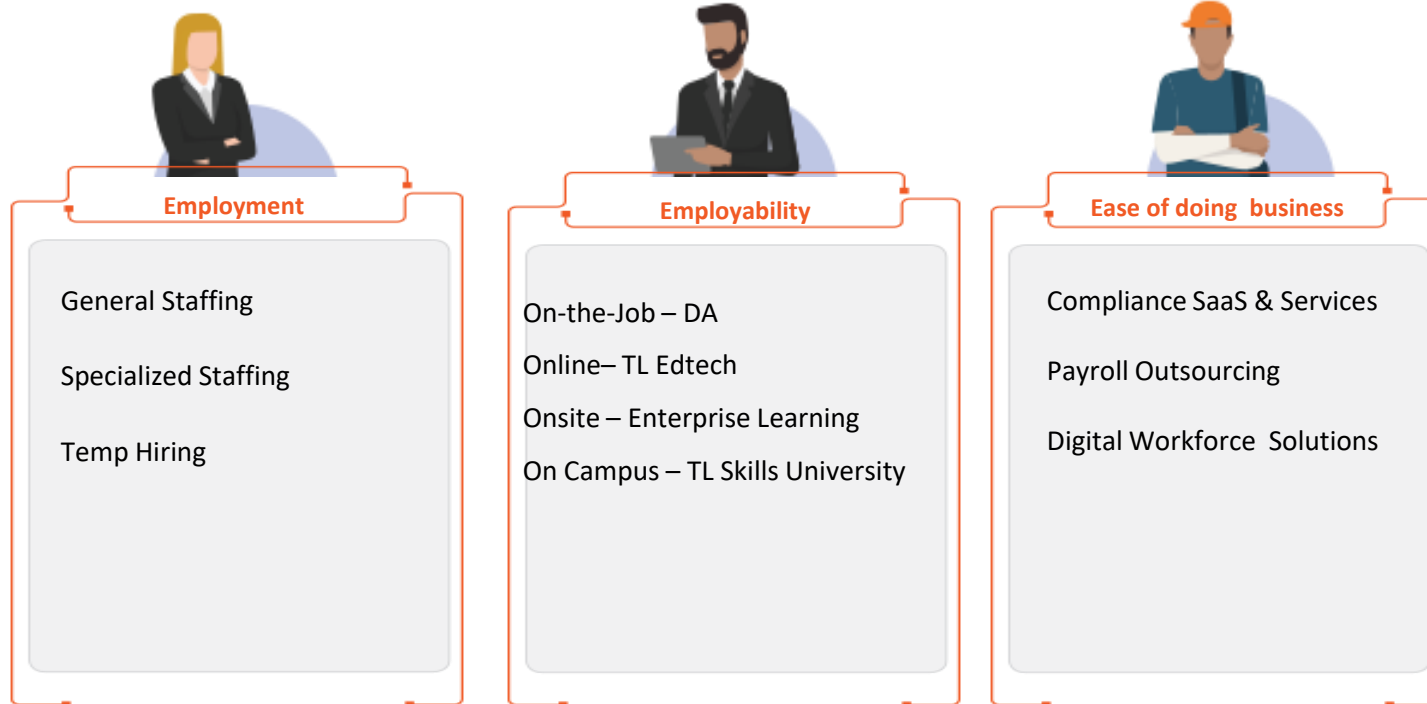 Employment
General Staffing
Specialized Staffing
Temp Hiring
Employability
On-the-Job – DA
Online– TL Edtech
Onsite – Enterprise Learning
On Campus – TL Skills University
Ease of doing business
Compliance SaaS & Services
Payroll Outsourcing
Digital Workforce Solutions